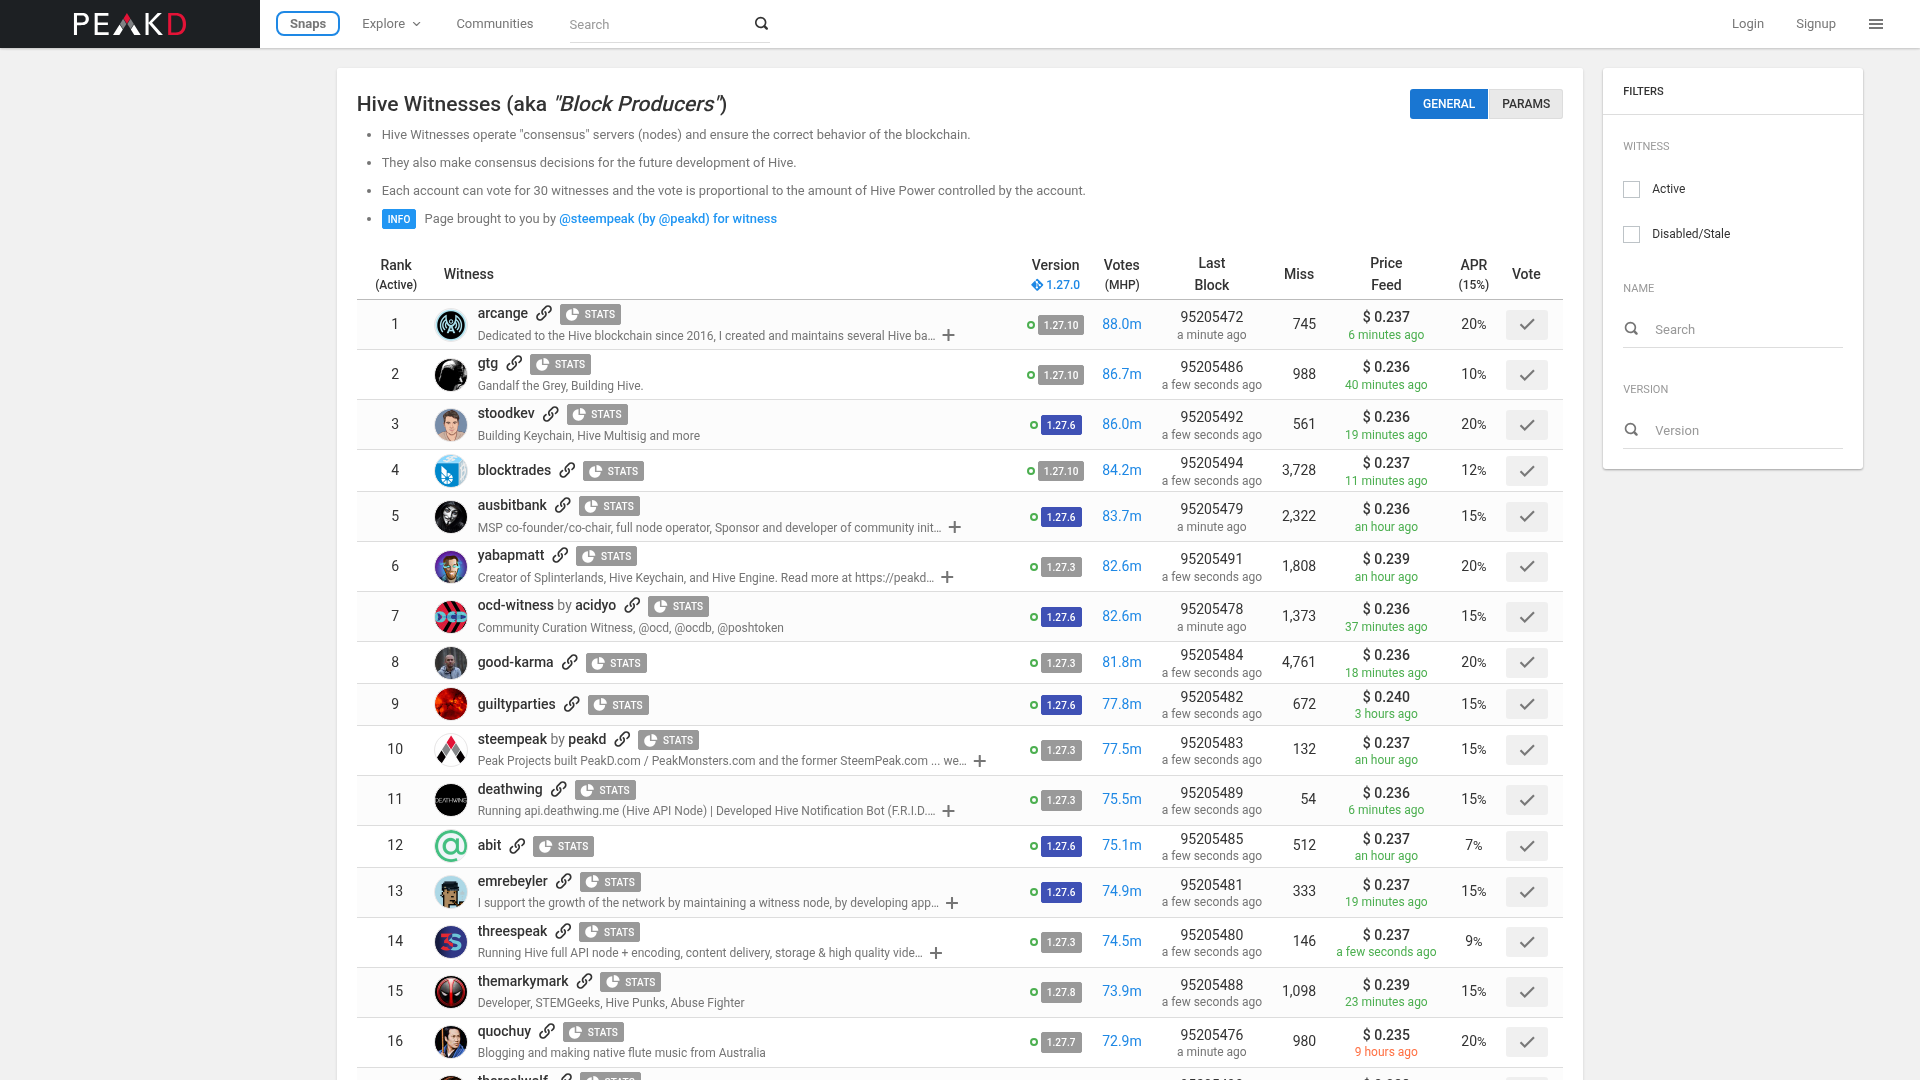 PEAKD
Snaps
Explore
Communities
Search
Login
Signup
Hive Witnesses (aka "Block Producers")
GENERAL
PARAMS
Hive Witnesses operate "consensus" servers (nodes) and ensure the correct behavior of the blockchain.
They also make consensus decisions for the future development of Hive.
Each account can vote for 30 witnesses and the vote is proportional to the amount of Hive Power controlled by the account.
INFO Page brought to you by @steempeak (by @peakd) for witness
Rank (Active) Witness Version 1.27.0 Votes (MHP) Last Block Miss Price Feed APR (15%) Vote
1 arange STATS 1.27.10 88.0m 95205472 745 $ 0.237 20%
Dedicated to the Hive blockchain since 2016, I created and maintains several Hive ba... a minute ago 6 minutes ago
2 gtg STATS 1.27.10 86.7m 95205486 988 $ 0.236 10%
Gandalf the Grey, Building Hive. a few seconds ago 40 minutes ago
3 stoodkev STATS 1.27.6 86.0m 95205492 561 $ 0.236 20%
Building Keychain, Hive Multisig and more a few seconds ago 19 minutes ago
4 blocktrades STATS 1.27.10 84.2m 95205494 3,728 $ 0.237 12%
a few seconds ago 11 minutes ago
5 ausbitbank STATS 1.27.6 83.7m 95205479 2,322 $ 0.236 15%
MSP co-founder/co-chair, full node operator, Sponsor and developer of community init... a minute ago an hour ago
6 yabapmatt STATS 1.27.3 82.6m 95205491 1,808 $ 0.239 20%
Creator of Splinterlands, Hive Keychain, and Hive Engine. Read more at https://peakd... a few seconds ago an hour ago
7 ocd-witness by acidyo STATS 1.27.6 82.6m 95205478 1,373 $ 0.236 15%
Community Curation Witness, @ocd, @ocdb, @poshtoken a minute ago 37 minutes ago
8 good-karma STATS 1.27.3 81.8m 95205484 4,761 $ 0.236 20%
a few seconds ago 18 minutes ago
9 guiltyparties STATS 1.27.6 77.8m 95205482 672 $ 0.240 15%
a few seconds ago 3 hours ago
10 steempeak by peakd STATS 1.27.3 77.5m 95205483 132 $ 0.237 15%
Peak Projects built PeakD.com / PeakMonsters.com and the former SteemPeak.com ... we... a few seconds ago an hour ago
11 deathwing STATS 1.27.3 75.5m 95205489 54 $ 0.236 15%
Running api.deathwing.me (Hive API Node) | Developed Hive Notification Bot (F.R.I.D.... a few seconds ago 6 minutes ago
12 abit STATS 1.27.6 75.1m 95205485 512 $ 0.237 7%
a few seconds ago an hour ago
13 emrebeyler STATS 1.27.6 74.9m 95205481 333 $ 0.237 15%
I support the growth of the network by maintaining a witness node, by developing app... a few seconds ago 19 minutes ago
14 threespeak STATS 1.27.3 74.5m 95205480 146 $ 0.237 9%
Running Hive full API node + encoding, content delivery, storage & high quality vide... a few seconds ago a few seconds ago
15 themarkymark STATS 1.27.8 73.9m 95205488 1,098 $ 0.239 15%
Developer, STEMGeeks, Hive Punks, Abuse Fighter a few seconds ago 23 minutes ago
16 quochuy STATS 1.27.7 72.9m 95205476 980 $ 0.235 20%
Blogging and making native flute music from Australia a minute ago 9 hours ago
FILTERS
WITNESS
Active
Disabled/Stale
NAME
Search
VERSION
Version